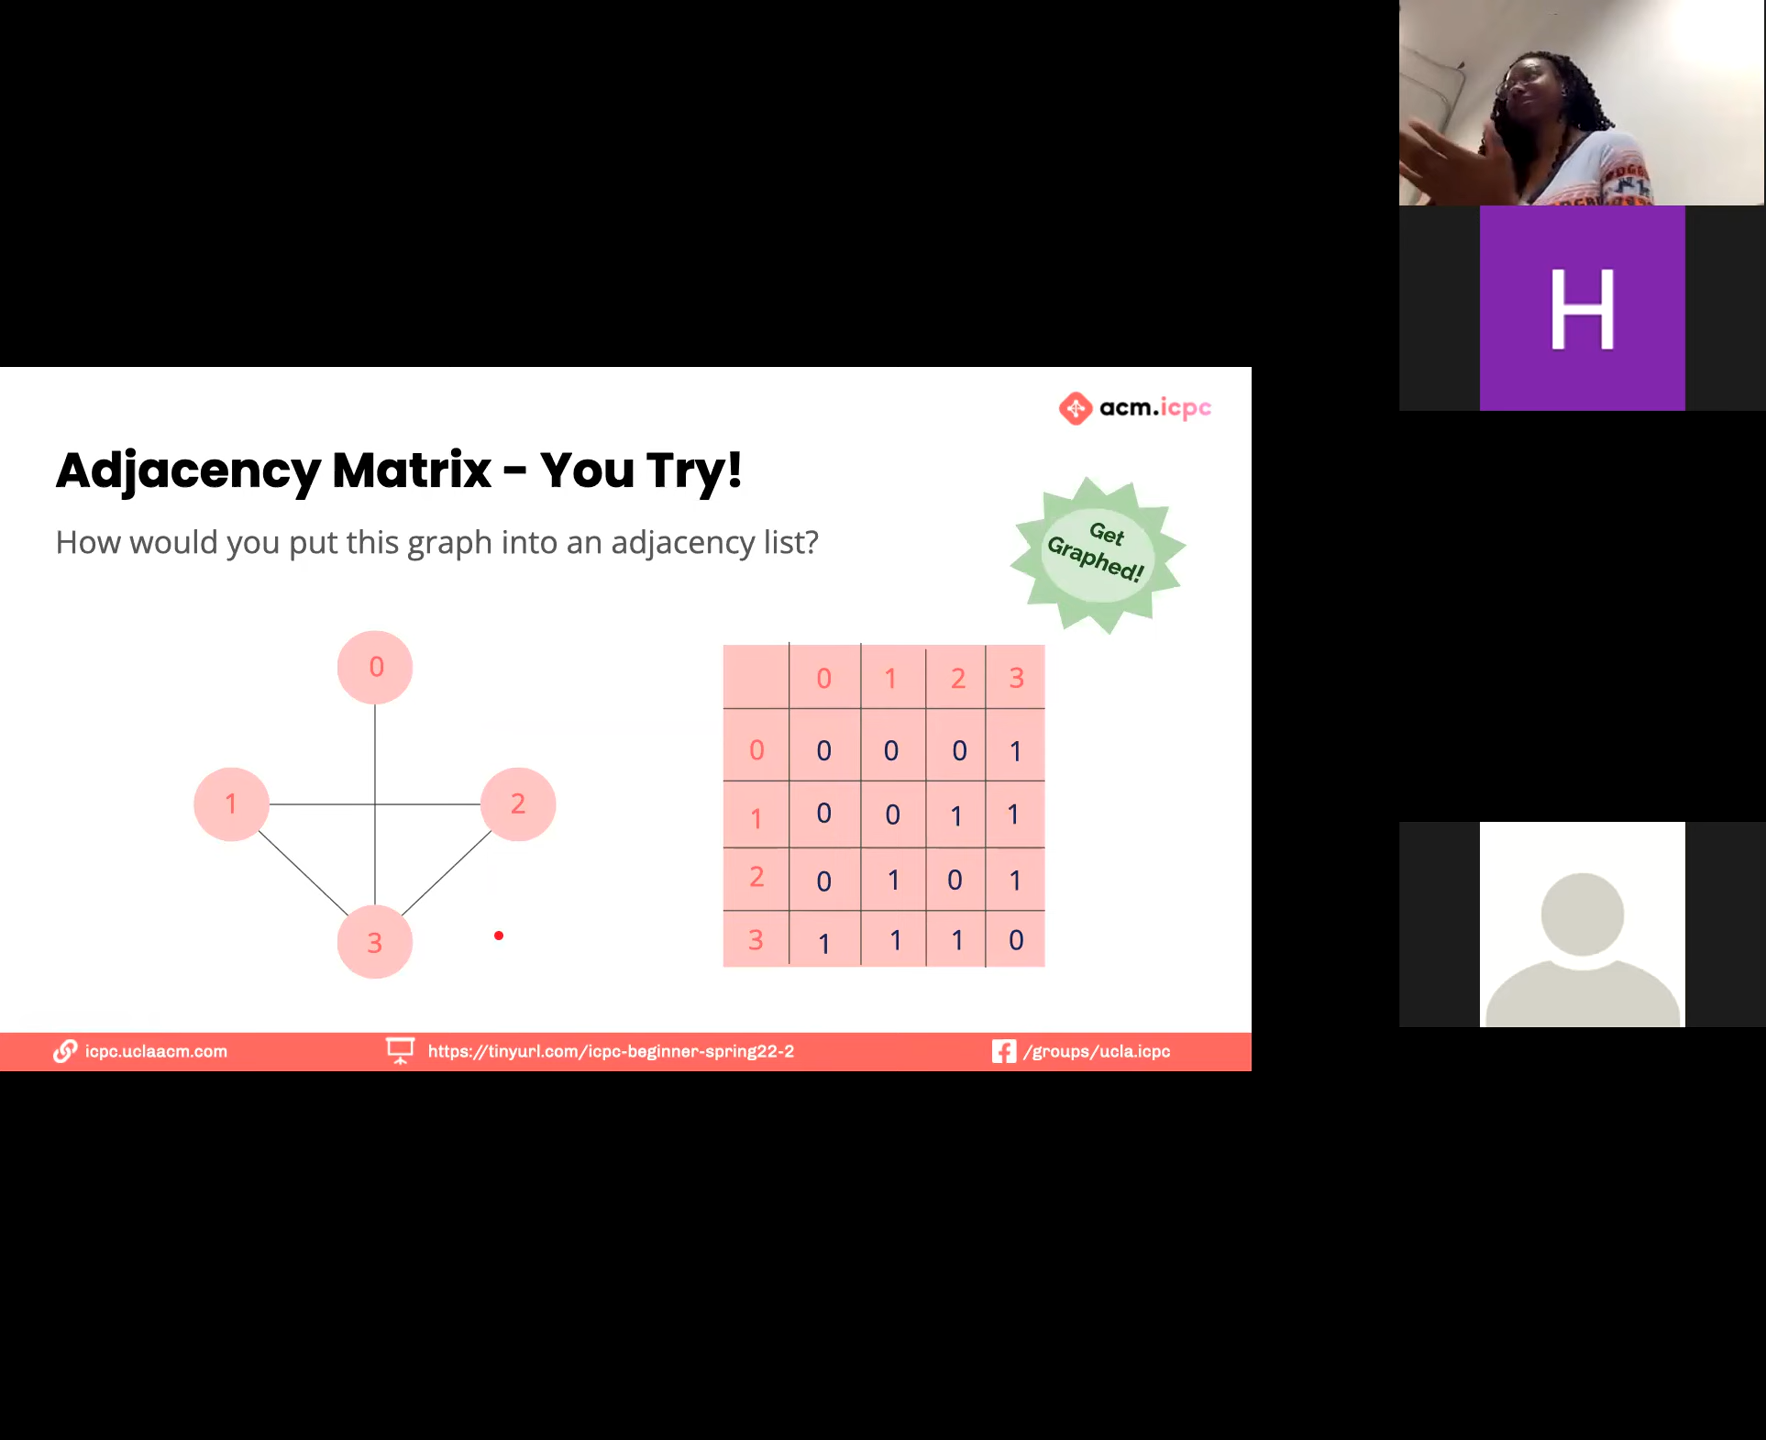 H
acm.icpc
Adjacency Matrix - You Try!
How would you put this graph into an adjacency list?
Get
Graphed!
0
1
2
3
0 1 2 3
0 0 0 0 1
1 0 0 1 1
2 0 1 0 1
3 1 1 1 0
icpc.uclaacm.com
https://tinyurl.com/icpc-beginner-spring22-2
/groups/ucla.icpc